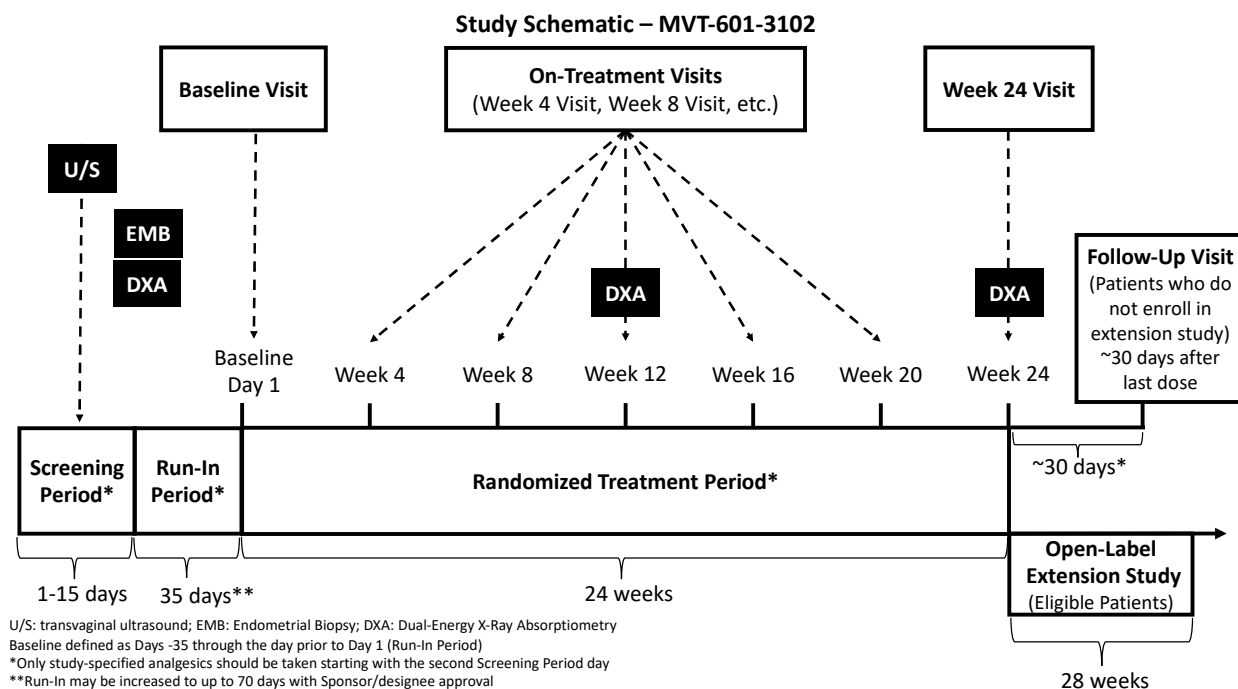 Study Schematic – MVT-601-3102
Baseline Visit
On-Treatment Visits
(Week 4 Visit, Week 8 Visit, etc.)
Week 24 Visit
U/S
EMB
DXA
DXA
DXA
Follow-Up Visit
(Patients who do
not enroll in
extension study)
~30 days after
last dose
Baseline
Day 1
Week 4
Week 8
Week 12
Week 16
Week 20
Week 24
Screening
Period*
Run-In
Period*
Randomized Treatment Period*
~30 days*
Open-Label
Extension Study
(Eligible Patients)
1-15 days
35 days**
24 weeks
28 weeks
U/S: transvaginal ultrasound; EMB: Endometrial Biopsy; DXA: Dual-Energy X-Ray Absorptiometry
Baseline defined as Days -35 through the day prior to Day 1 (Run-In Period)
*Only study-specified analgesics should be taken starting with the second Screening Period day
**Run-In may be increased to up to 70 days with Sponsor/designee approval